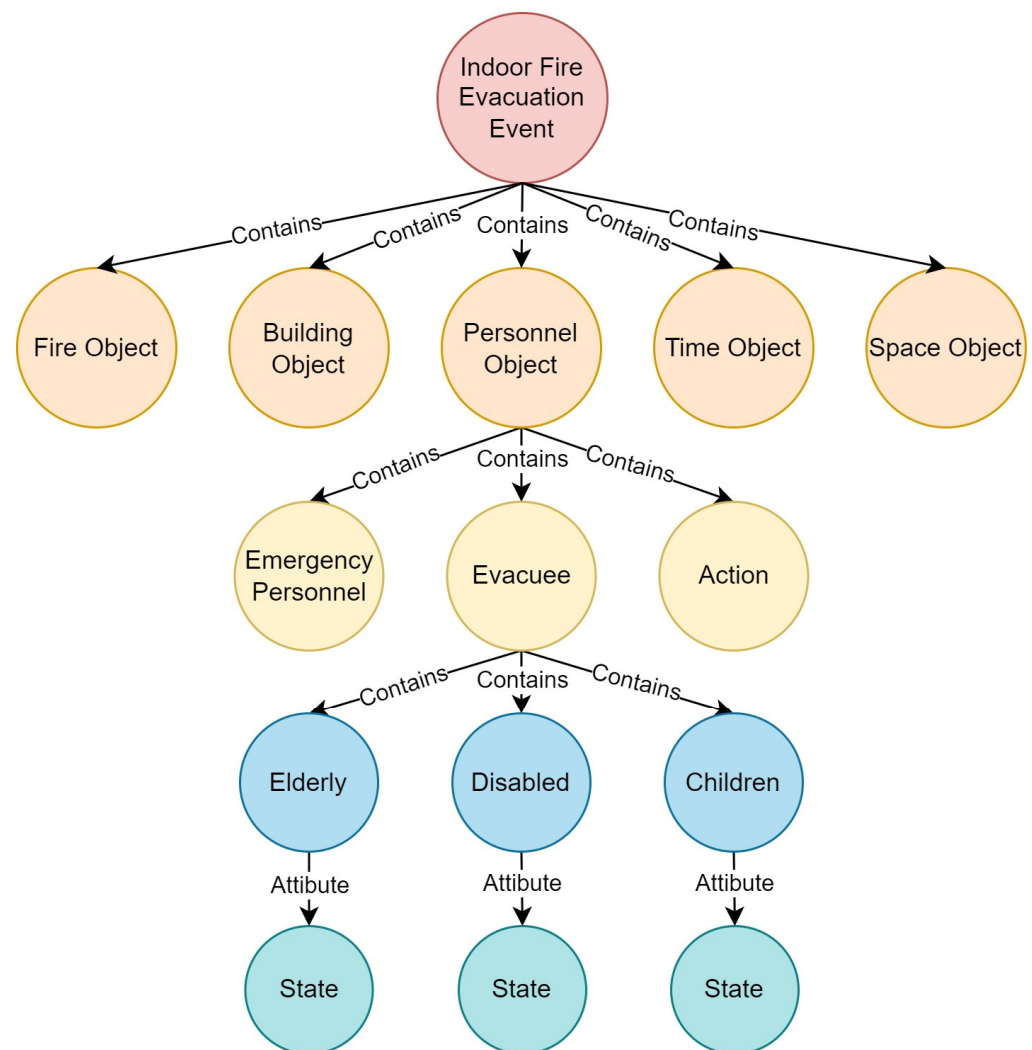 Indoor Fire
Evacuation
Event
Contains
Contains
Contains
Contains
Contains
Fire Object
Building
Object
Personnel
Object
Time Object
Space Object
Contains
Contains
Contains
Emergency
Personnel
Evacuee
Action
Contains
Contains
Contains
Elderly
Disabled
Children
Attibute
Attibute
Attibute
State
State
State